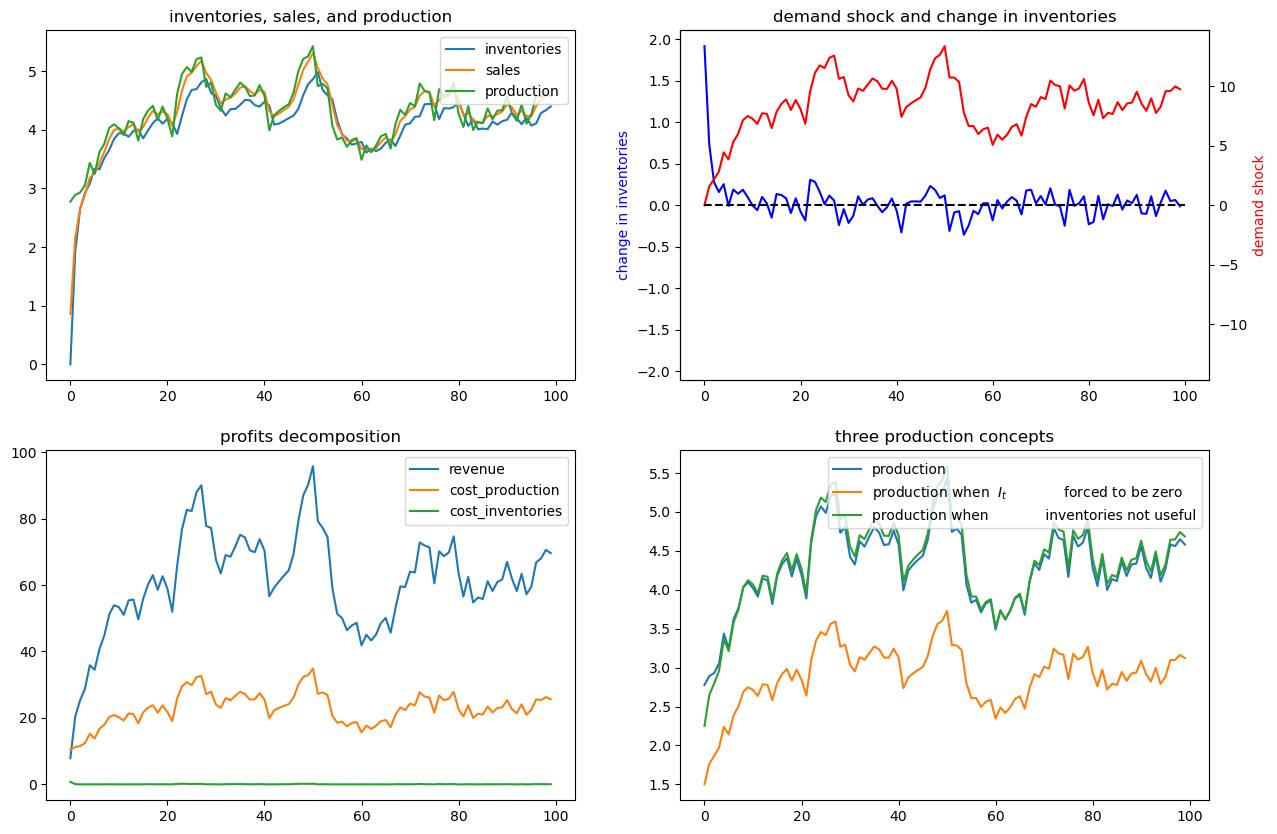 inventories, sales, and production
inventories
sales
production
5
4
3
2
1
0
0 20 40 60 80 100
demand shock and change in inventories
change in inventories
2.0
1.5
1.0
0.5
0.0
−0.5
−1.0
−1.5
−2.0
10
5
0
−5
−10
demand shock
0 20 40 60 80 100
profits decomposition
revenue
cost_production
cost_inventories
100
80
60
40
20
0
0 20 40 60 80 100
three production concepts
production
production when I_t forced to be zero
production when inventories not useful
5.5
5.0
4.5
4.0
3.5
3.0
2.5
2.0
1.5
0 20 40 60 80 100